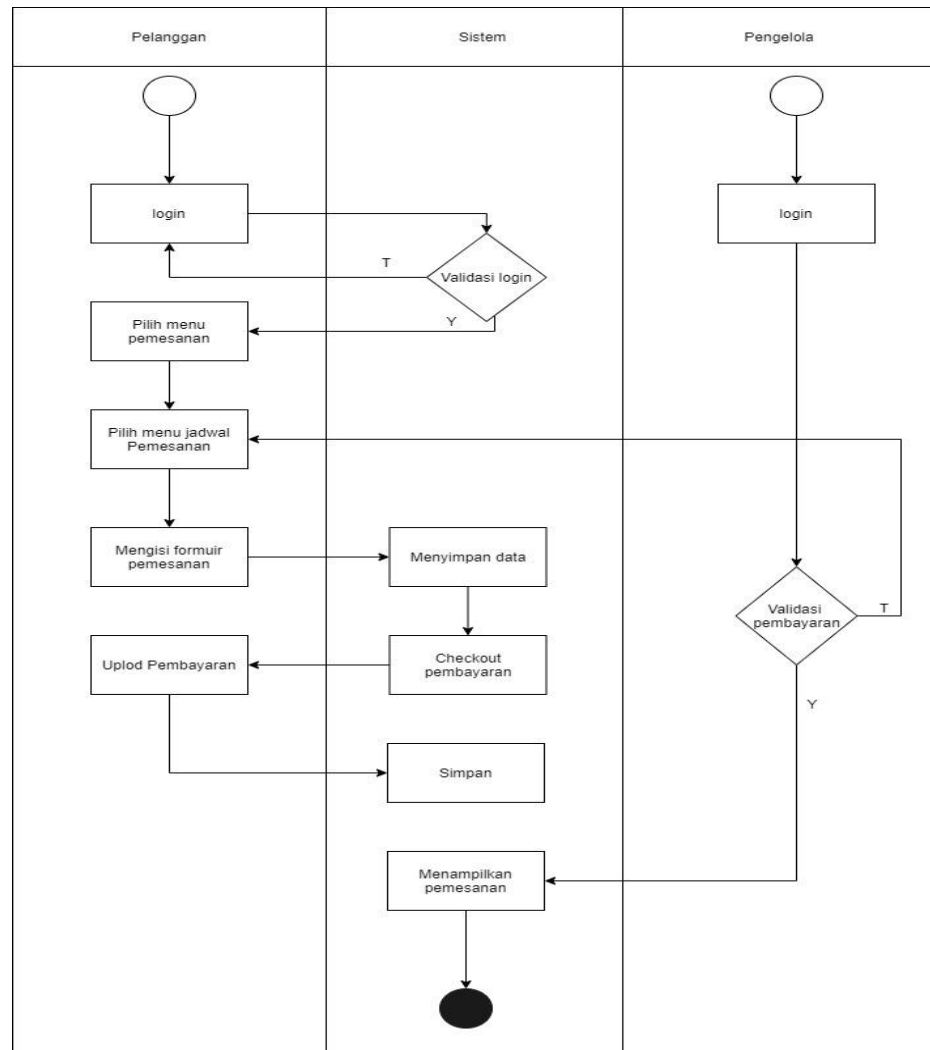 Pelanggan
Sistem
Pengelola
login
login
Validasi login
T
Y
Pilih menu
pemesanan
Pilih menu jadwal
Pemesanan
Mengisi formuir
pemesanan
Menyimpan data
Validasi
pembayaran
T
Uplod Pembayaran
Checkout
pembayaran
Y
Simpan
Menampilkan
pemesanan